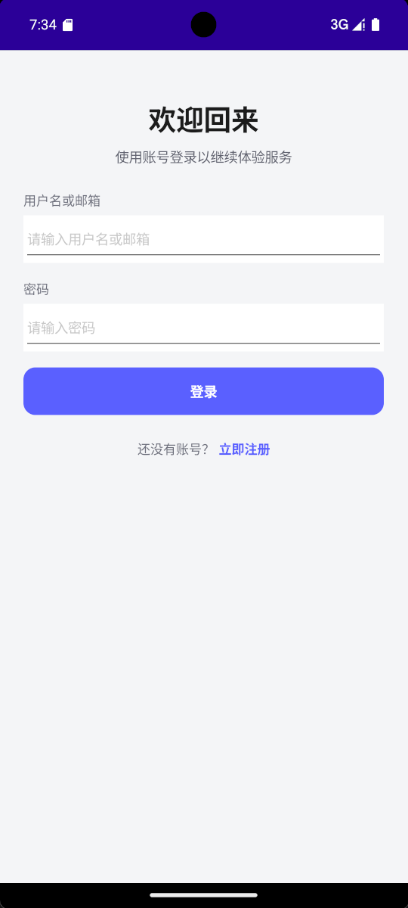 7:34
3G
欢迎回来
使用账号登录以继续体验服务
用户名或邮箱
请输入用户名或邮箱
密码
请输入密码
登录
还没有账号？ 立即注册